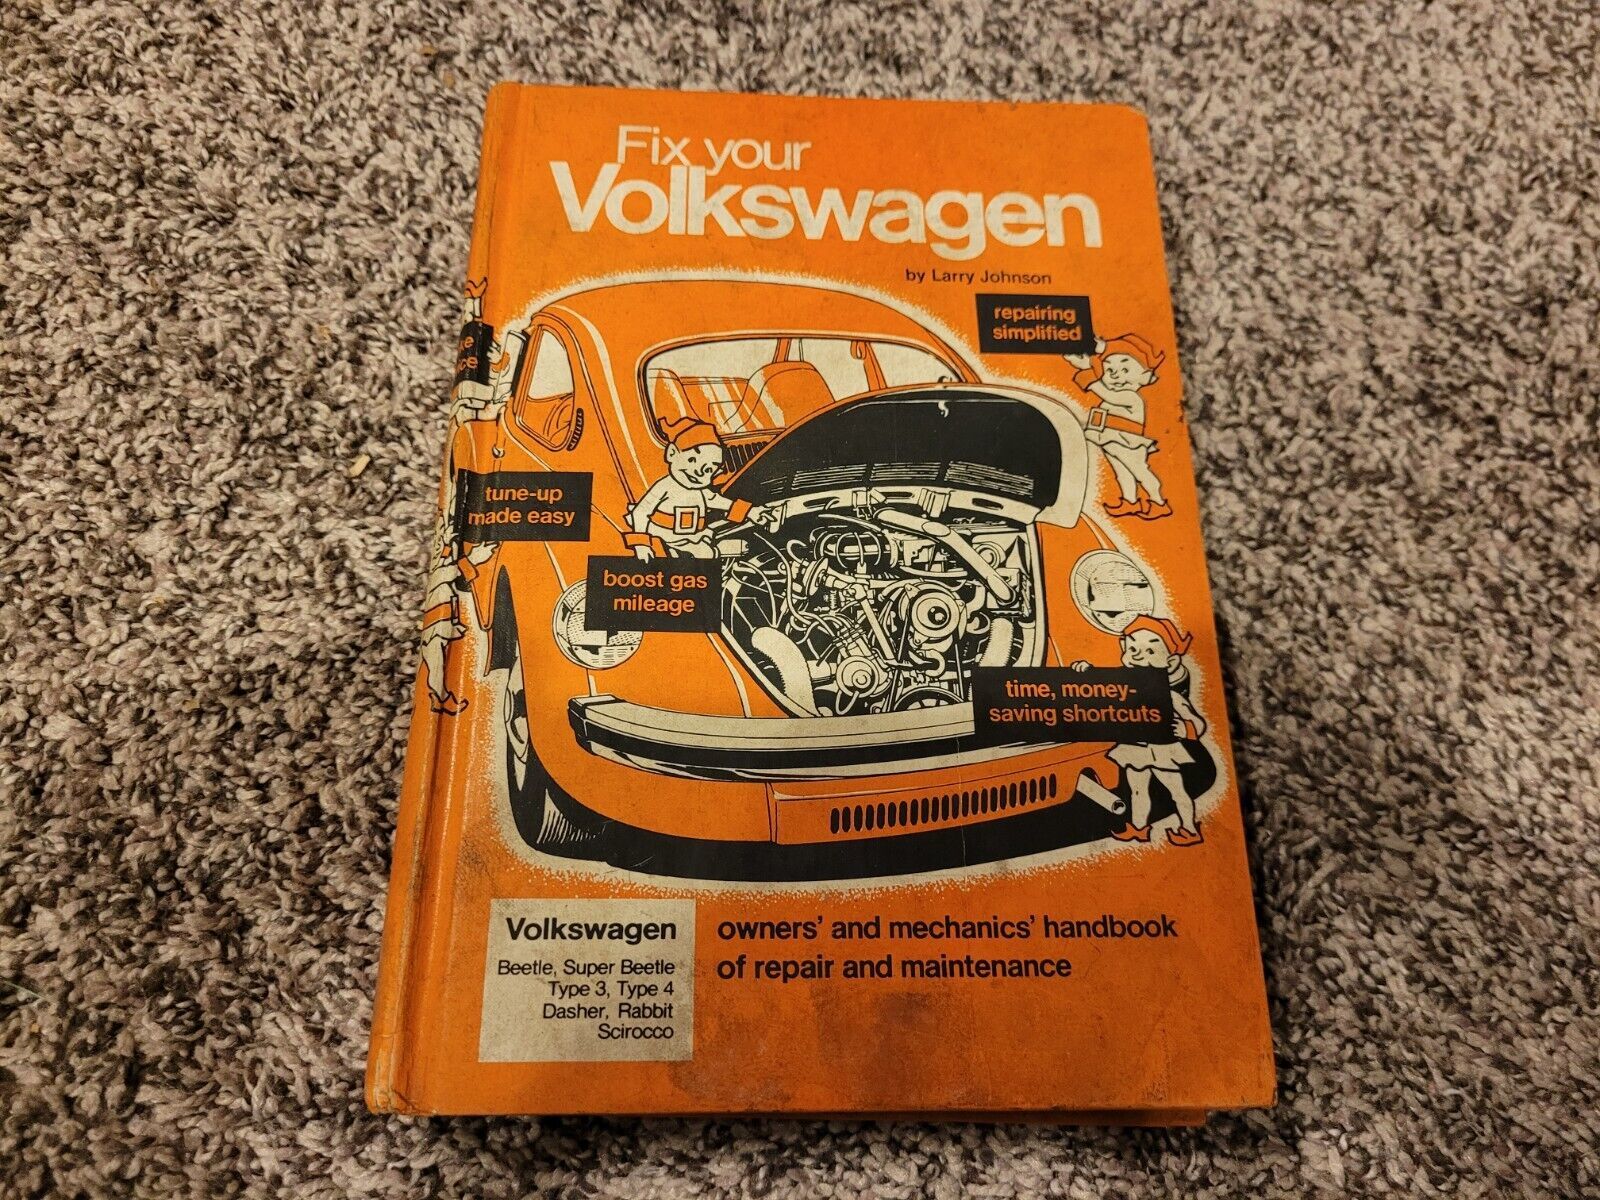 Fix your
Volkswagen
by Larry Johnson
repairing
simplified
tune-up
made easy
boost gas
mileage
time, money-
saving shortcuts
Volkswagen
Beetle, Super Beetle
Type 3, Type 4
Dasher, Rabbit
Scirocco
owners' and mechanics' handbook
of repair and maintenance